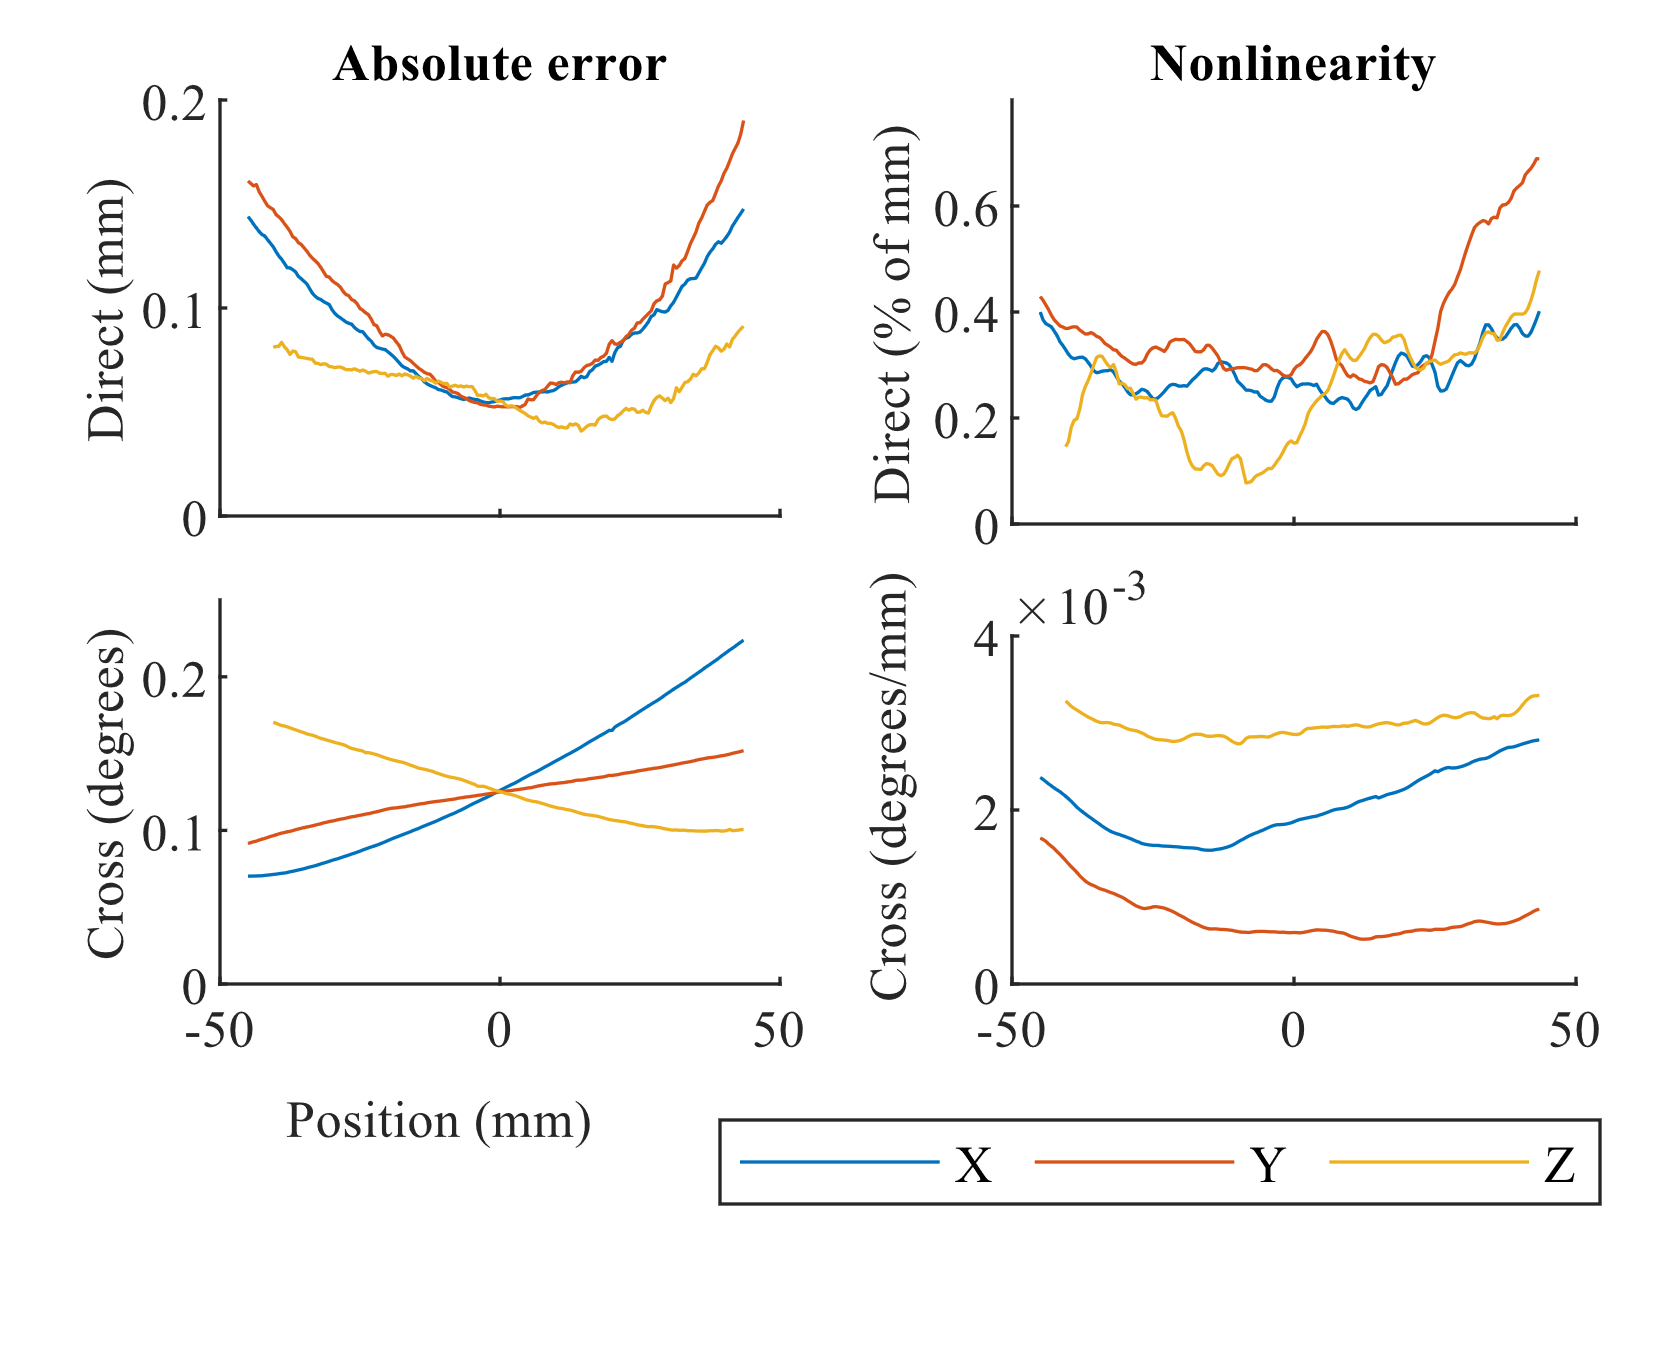 Absolute error
Direct (mm)
0.2
0.1
0
Nonlinearity
Direct (% of mm)
0.6
0.4
0.2
0
Cross (degrees)
0.2
0.1
0
-50 0 50
Position (mm)
Cross (degrees/mm)
×10-3
4
2
0
-50 0 50
X Y Z